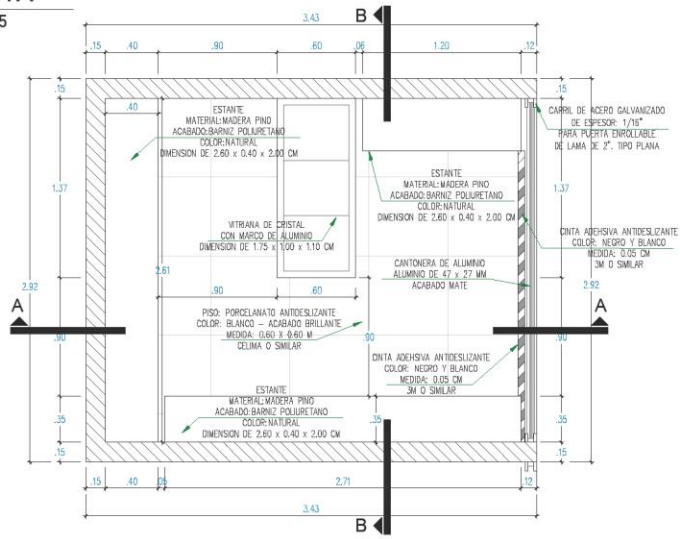 5
3.43
B
.15 .40 .90 .60 .06 1.20 .12
.15
.15
.40
ESTANTE
MATERIAL:MADERA PINO
ACABADO:BARNIZ POLIURETANO
COLOR:NATURAL
DIMENSION DE 2.60 x 0.40 x 2.00 CM
CARRIL DE ACERO GALVANIZADO
DE ESPESOR: 1/16"
PARA PUERTA ENROLLABLE
DE LAMA DE 2". TIPO PLANA
1.37
1.37
ESTANTE
MATERIAL:MADERA PINO
ACABADO:BARNIZ POLIURETANO
COLOR:NATURAL
DIMENSION DE 2.60 x 0.40 x 2.00 CM
VITRIANA DE CRISTAL
CON MARCO DE ALUMINIO
DIMENSION DE 1.75 x 1.00 x 1.10 CM
CINTA ADEHSIVA ANTIDESLIZANTE
COLOR: NEGRO Y BLANCO
MEDIDA: 0.05 CM
3M O SIMILAR
CANTONERA DE ALUMINIO
ALUMINIO DE 47 x 27 MM
ACABADO MATE
2.61
2.92
2.92
.90 .60
A
A
PISO: PORCELANATO ANTIDESLIZANTE
COLOR: BLANCO – ACABADO BRILLANTE
MEDIDA: 0.60 X 0.60 M
CELIMA O SIMILAR
.90
.90
.90
CINTA ADEHSIVA ANTIDESLIZANTE
COLOR: NEGRO Y BLANCO
MEDIDA: 0.05 CM
3M O SIMILAR
ESTANTE
MATERIAL:MADERA PINO
ACABADO:BARNIZ POLIURETANO
COLOR:NATURAL
DIMENSION DE 2.60 x 0.40 x 2.00 CM
.35
.35
.35
.15
.15
.15 .40 .05 2.71 .12
3.43
B